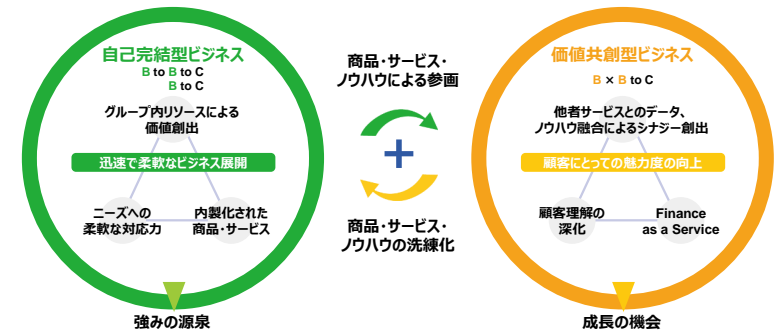 自己完結型ビジネス
B to B to C
B to C
グループ内リソースによる
価値創出
迅速で柔軟なビジネス展開
ニーズへの
柔軟な対応力
内製化された
商品・サービス
強みの源泉
商品・サービス・
ノウハウによる参画
商品・サービス・
ノウハウの洗練化
価値共創型ビジネス
B × B to C
他者サービスとのデータ、
ノウハウ融合によるシナジー創出
顧客にとっての魅力度の向上
顧客理解の
深化
Finance
as a Service
成長の機会